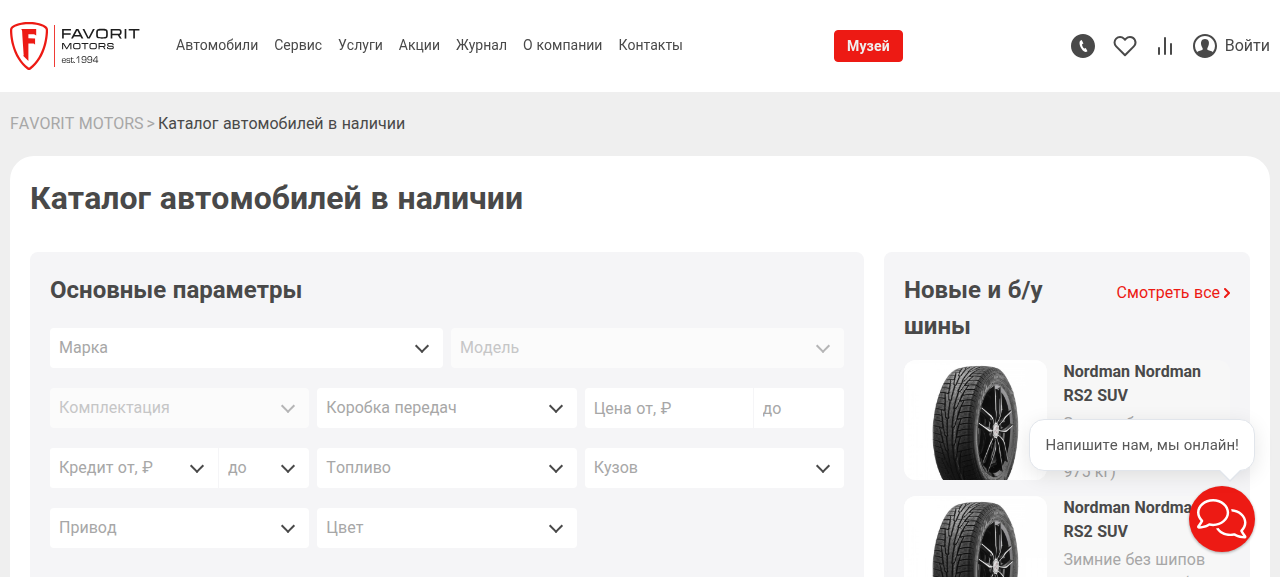 FAVORIT
MOTORS
est.1994
Автомобили Сервис Услуги Акции Журнал О компании Контакты
Музей
Войти
FAVORIT MOTORS > Каталог автомобилей в наличии
Каталог автомобилей в наличии
Основные параметры
Марка
Модель
Комплектация
Коробка передач
Цена от, ₽
до
Кредит от, ₽
до
Топливо
Кузов
Привод
Цвет
Новые и б/у
шины
Смотреть все
Nordman Nordman
RS2 SUV
Напишите нам, мы онлайн!
975 кг)
Nordman
RS2 SUV
Зимние без шипов